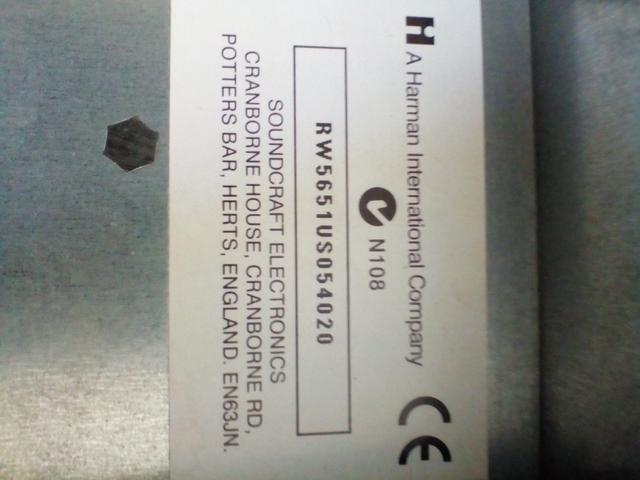 H A Harman International Company
N108
CE
RW5651US054020
SOUNDCRAFT ELECTRONICS
CRANBORNE HOUSE, CRANBORNE RD,
POTTERS BAR, HERTS, ENGLAND. EN63JN.